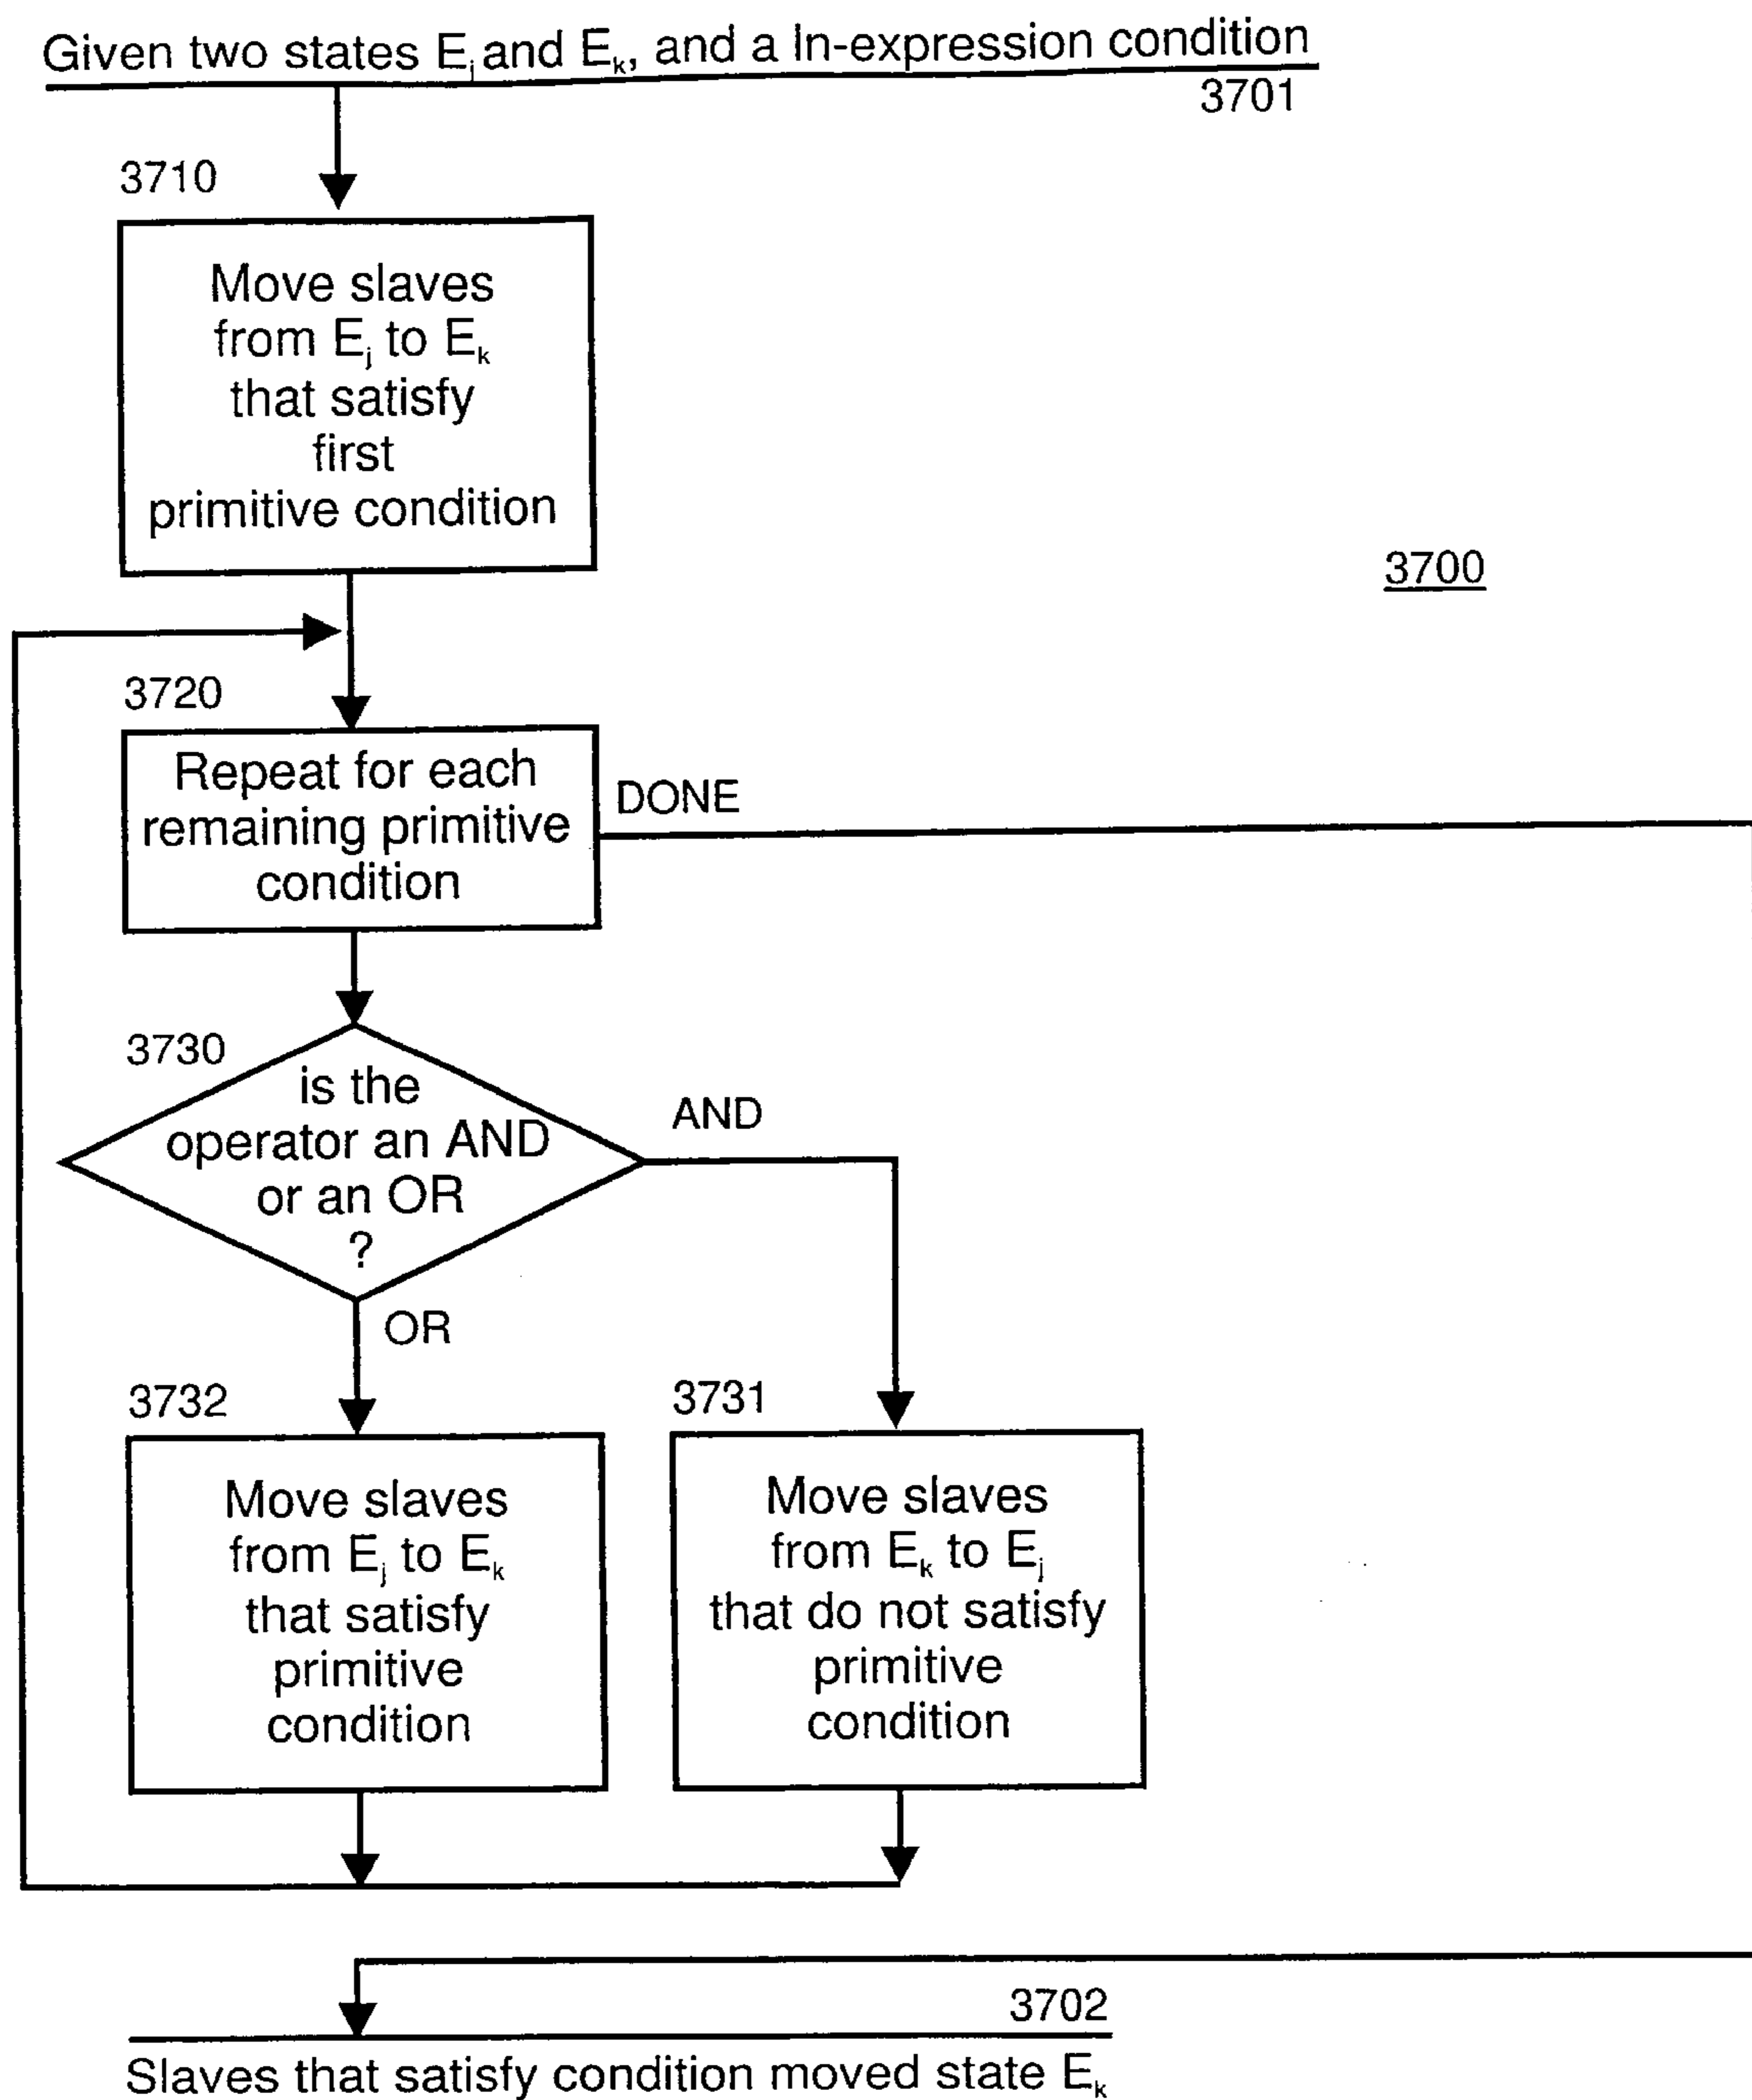 Given two states Ej and Ek, and a ln-expression condition
3701
3710
Move slaves
from Ej to Ek
that satisfy
first
primitive condition
3700
3720
Repeat for each
remaining primitive
condition
DONE
3730
is the
operator an AND
or an OR
?
AND
OR
3732
Move slaves
from Ej to Ek
that satisfy
primitive
condition
3731
Move slaves
from Ek to Ej
that do not satisfy
primitive
condition
3702
Slaves that satisfy condition moved state Ek